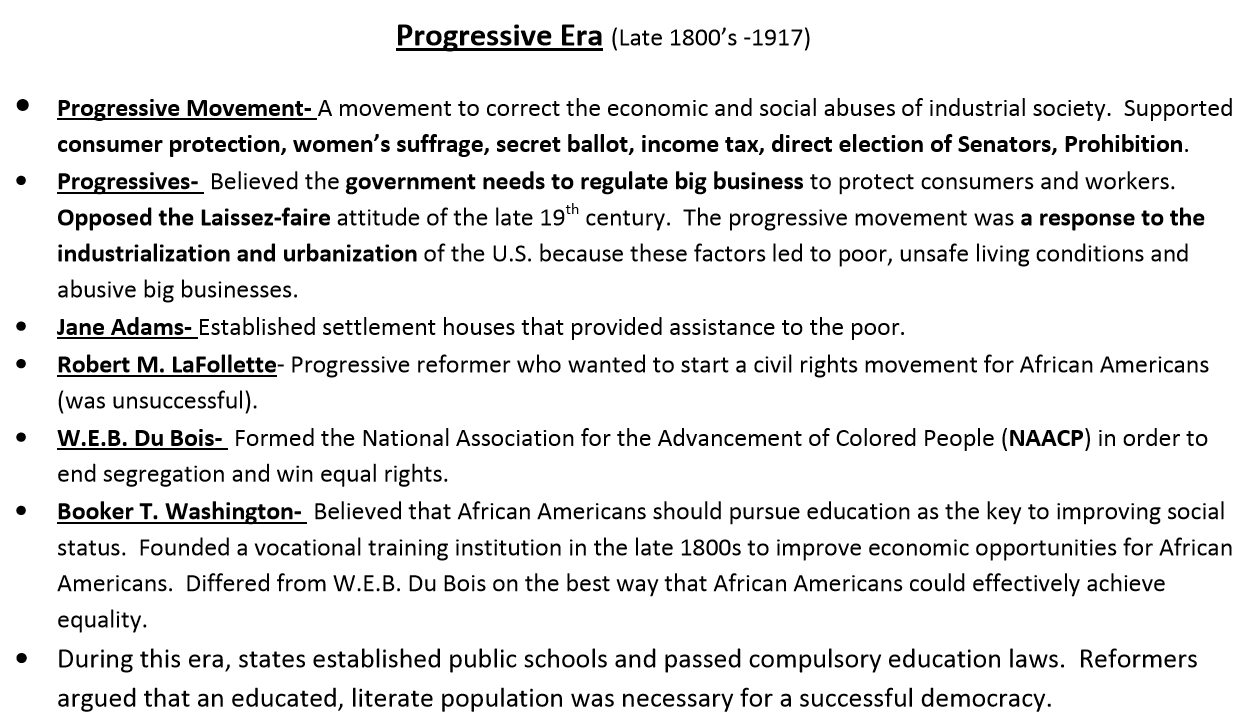 Progressive Era (Late 1800’s -1917)
• Progressive Movement- A movement to correct the economic and social abuses of industrial society. Supported
consumer protection, women’s suffrage, secret ballot, income tax, direct election of Senators, Prohibition.
• Progressives- Believed the government needs to regulate big business to protect consumers and workers.
Opposed the Laissez-faire attitude of the late 19th century. The progressive movement was a response to the
industrialization and urbanization of the U.S. because these factors led to poor, unsafe living conditions and
abusive big businesses.
• Jane Adams- Established settlement houses that provided assistance to the poor.
• Robert M. LaFollette- Progressive reformer who wanted to start a civil rights movement for African Americans
(was unsuccessful).
• W.E.B. Du Bois- Formed the National Association for the Advancement of Colored People (NAACP) in order to
end segregation and win equal rights.
• Booker T. Washington- Believed that African Americans should pursue education as the key to improving social
status. Founded a vocational training institution in the late 1800s to improve economic opportunities for African
Americans. Differed from W.E.B. Du Bois on the best way that African Americans could effectively achieve
equality.
• During this era, states established public schools and passed compulsory education laws. Reformers
argued that an educated, literate population was necessary for a successful democracy.